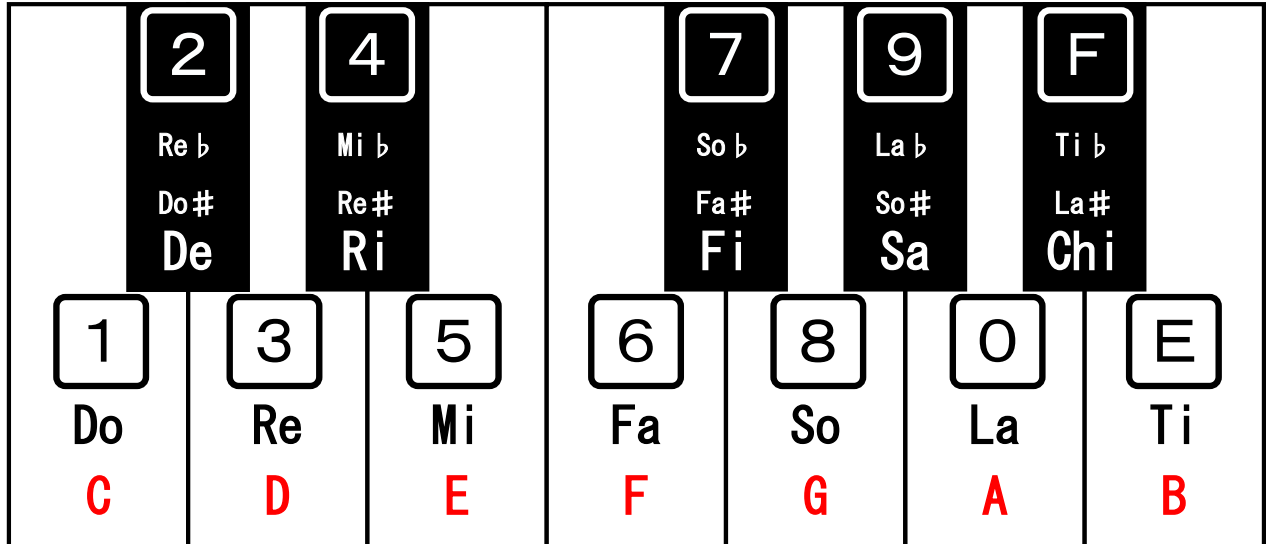 2 4 7 9 F
Re♭ Mi♭ So♭ La♭ Ti♭
Do♯ Re♯ Fa♯ So♯ La♯
De Ri Fi Sa Chi
1 3 5 6 8 0 E
Do Re Mi Fa So La Ti
C D E F G A B